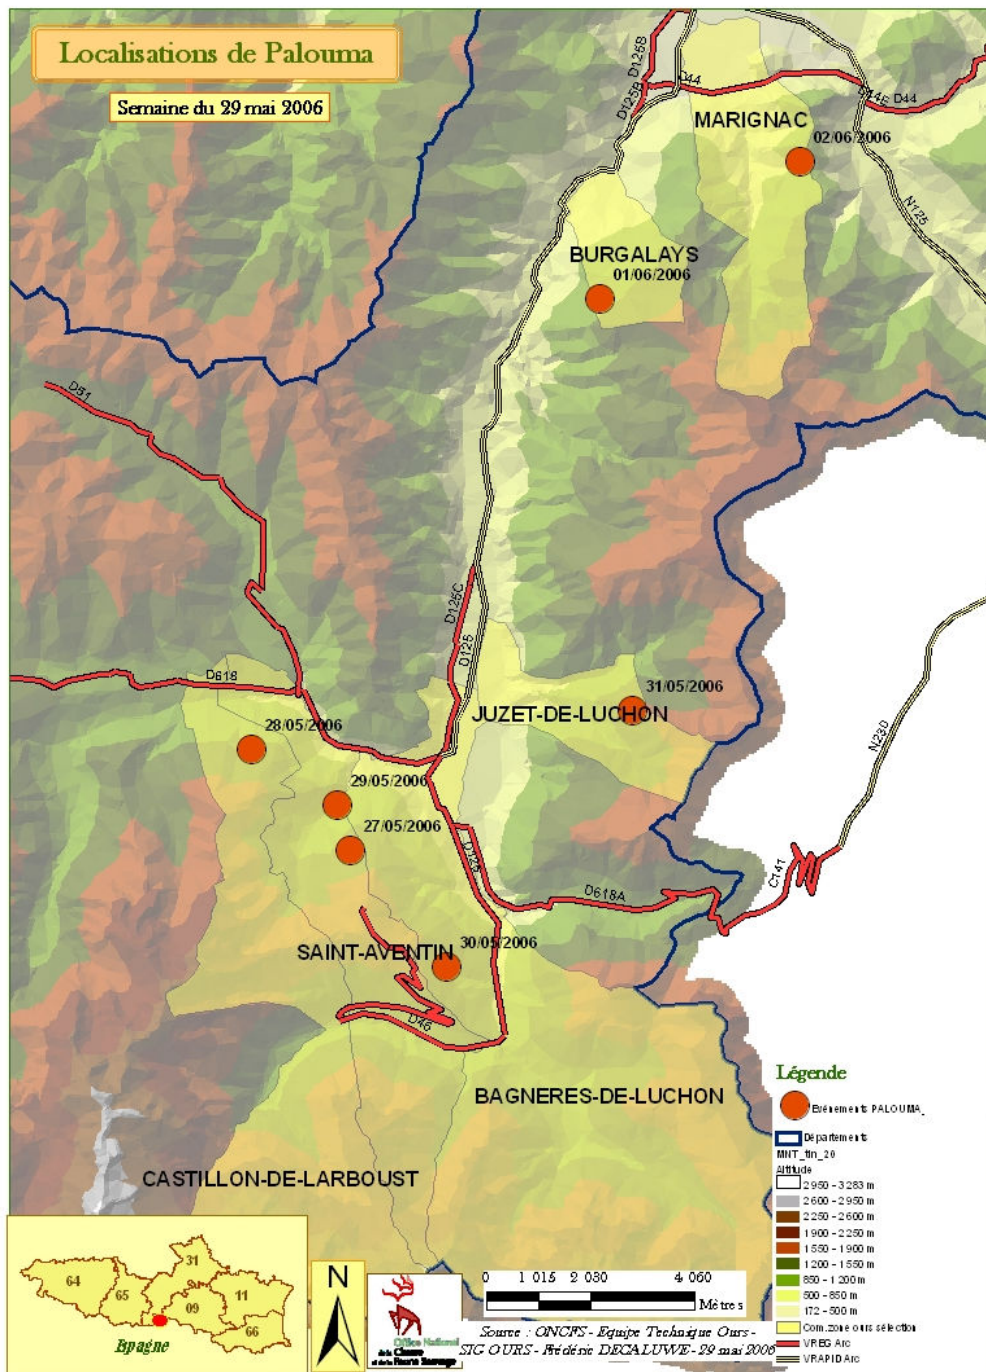 Localisations de Palouma
Semaine du 29 mai 2006
D125B
D125B
D44
D44E
D44
MARIGNAC
02/06/2006
N125
BURGALAYS
01/06/2006
D51
D125C
D125
D618
28/05/2006
31/05/2006
JUZET-DE-LUCHON
N230
29/05/2006
27/05/2006
D125
D618A
C141
SAINT-AVENTIN
30/05/2006
D46
BAGNERES-DE-LUCHON
CASTILLON-DE-LARBOUST
Légende
Evénements PALOUMA_
Départements
MNT_tin_20
Altitude
2950 - 3283 m
2600 - 2950 m
2250 - 2600 m
1900 - 2250 m
1550 - 1900 m
1200 - 1550 m
850 - 1200 m
500 - 850 m
172 - 500 m
Com.zone ours sélection
VREG Arc
VRAPID Arc
64
65
31
09
11
66
Espagne
N
Office National
de la Chasse
et de la Faune Sauvage
0 1 015 2 030 4 060
Mètres
Source : ONCFS - Equipe Technique Ours -
SIG OURS - Frédéric DECALUWE - 29 mai 2006